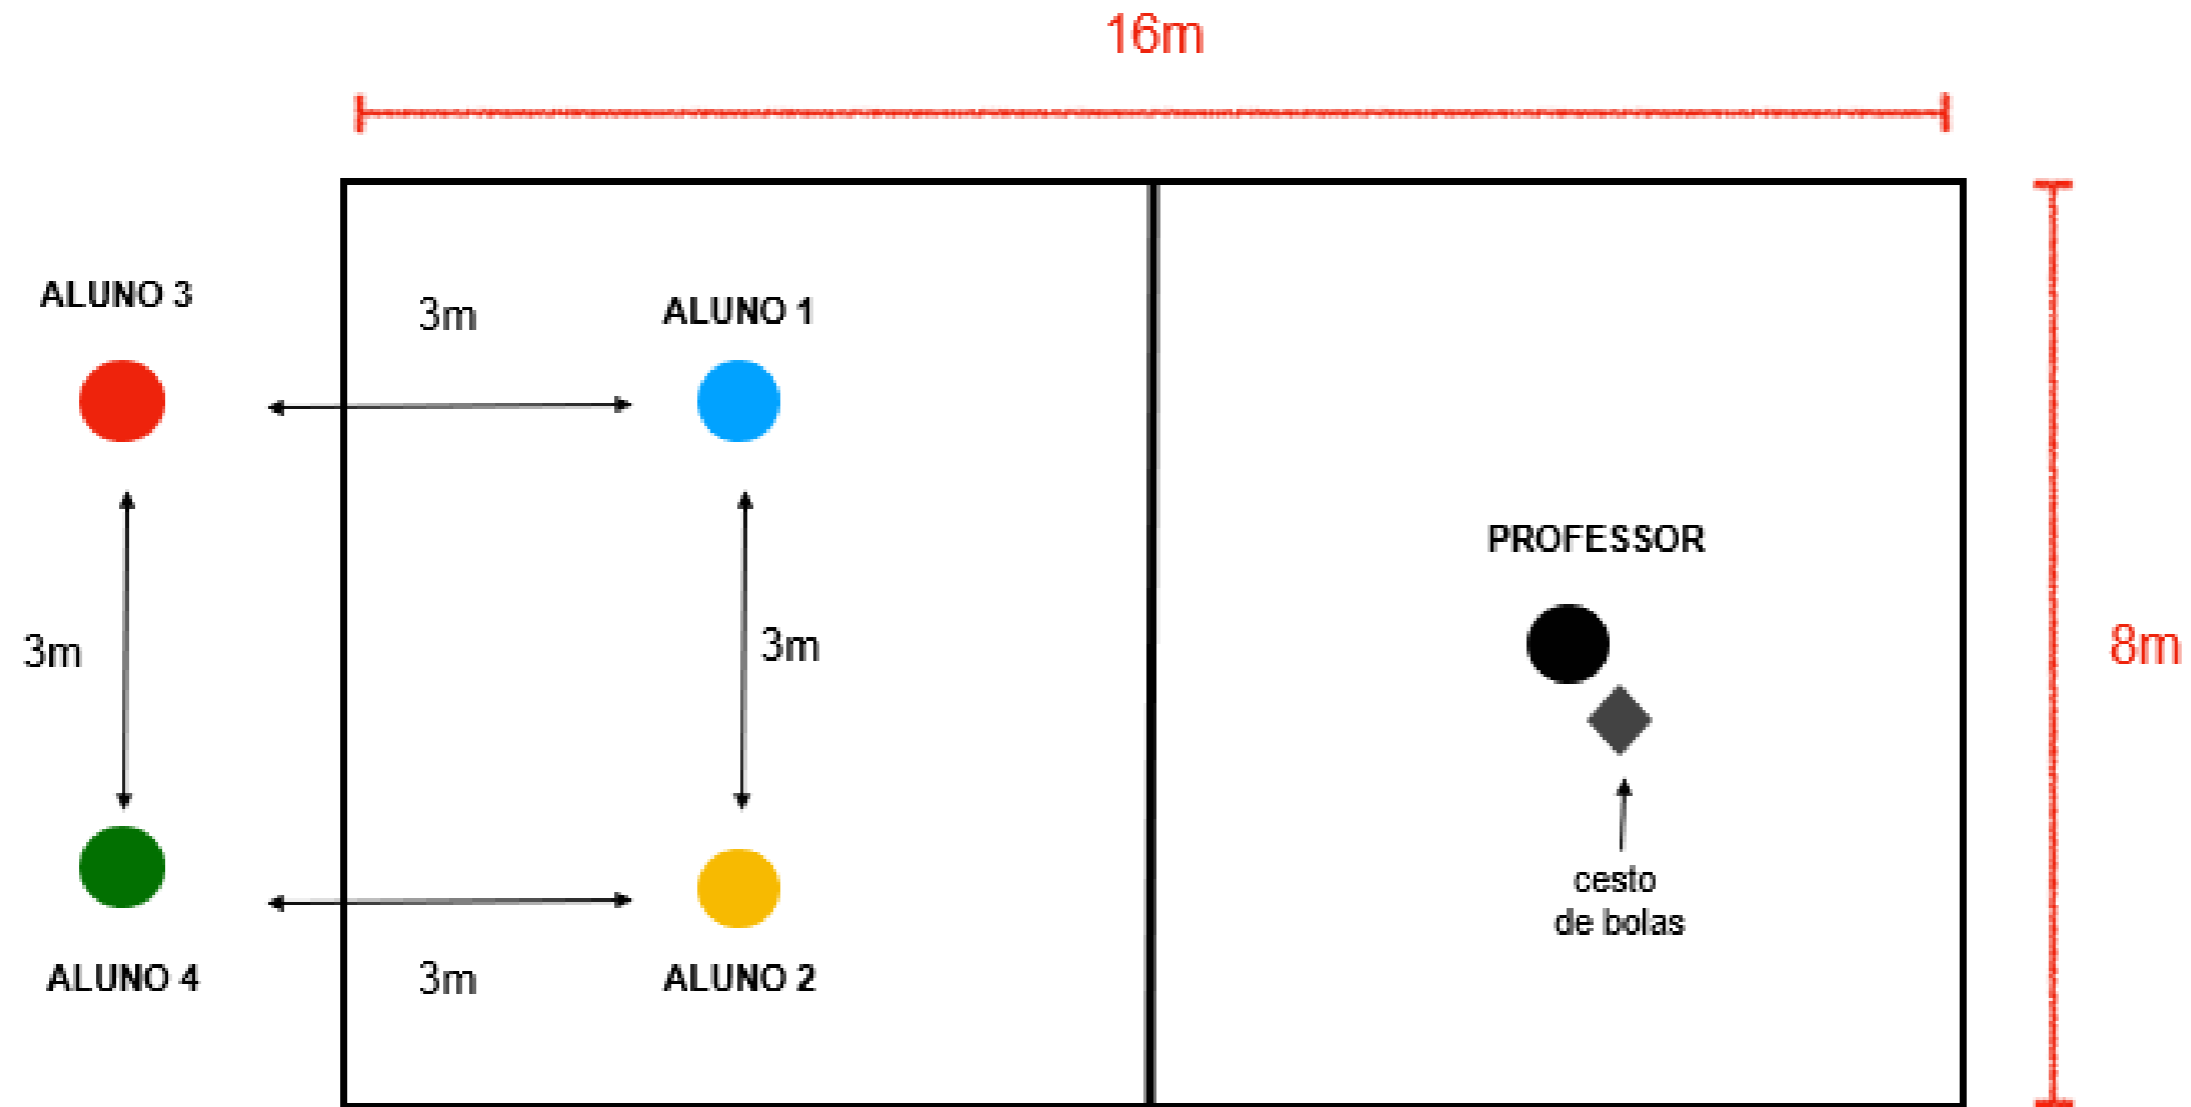 16m
ALUNO 3
3m
ALUNO 1
PROFESSOR
3m
3m
8m
cesto
de bolas
ALUNO 4
3m
ALUNO 2